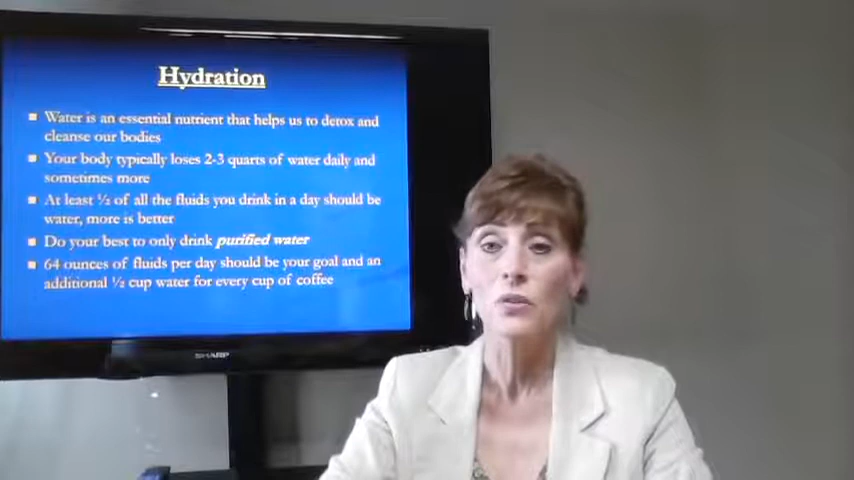 Hydration
Water is an essential nutrient that helps us to detox and
cleanse our bodies
Your body typically loses 2-3 quarts of water daily and
sometimes more
At least ½ of all the fluids you drink in a day should be
water, more is better
Do your best to only drink purified water
64 ounces of fluids per day should be your goal and an
additional ½ cup water for every cup of coffee
SHARP